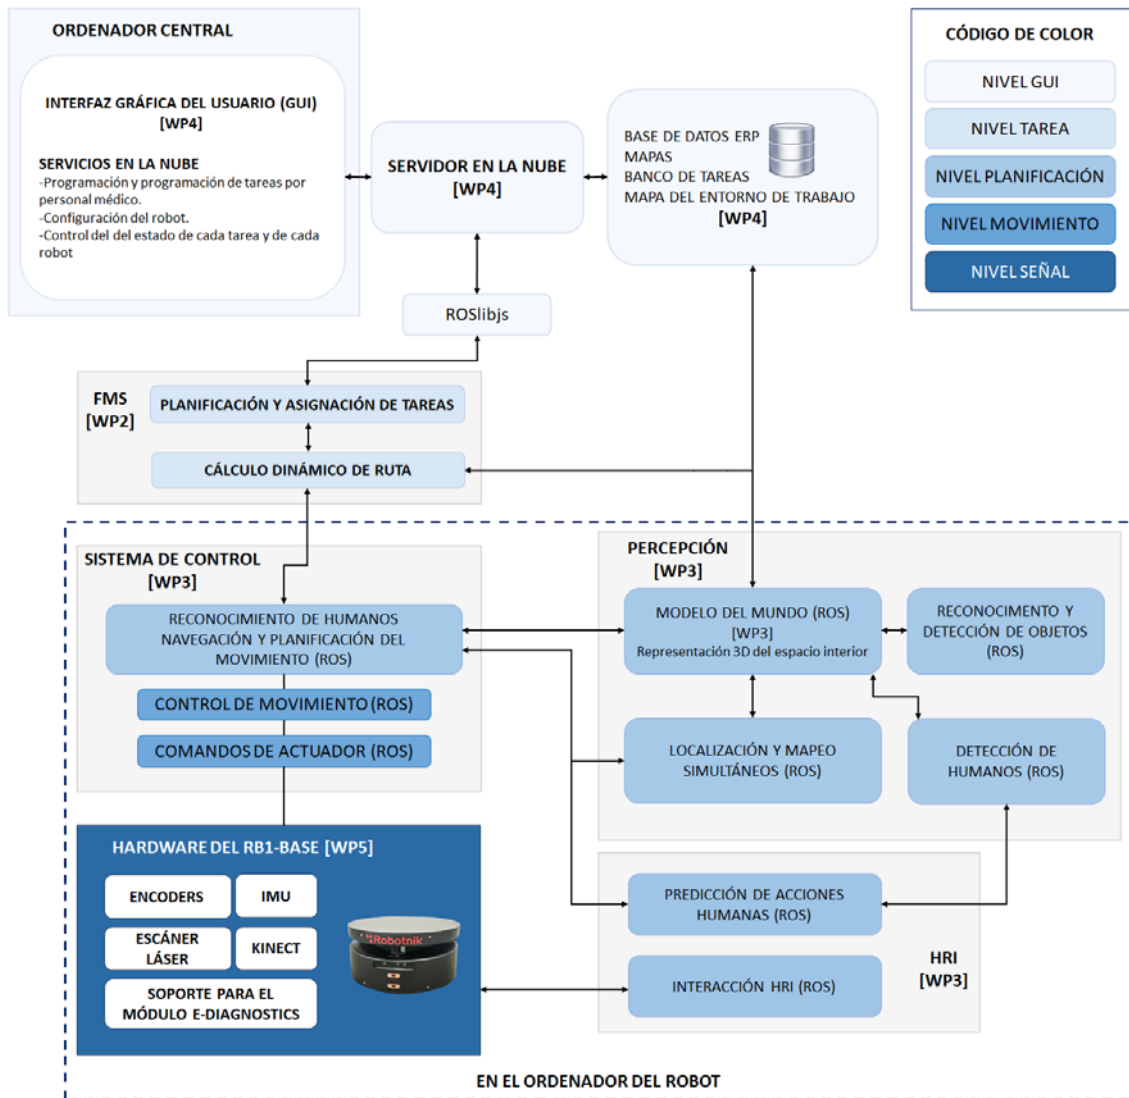 ORDENADOR CENTRAL
INTERFAZ GRÁFICA DEL USUARIO (GUI)
[WP4]
SERVICIOS EN LA NUBE
-Programación y programación de tareas por
personal médico.
-Configuración del robot.
-Control del del estado de cada tarea y de cada
robot
SERVIDOR EN LA NUBE
[WP4]
BASE DE DATOS ERP
MAPAS
BANCO DE TAREAS
MAPA DEL ENTORNO DE TRABAJO
[WP4]
CÓDIGO DE COLOR
NIVEL GUI
NIVEL TAREA
NIVEL PLANIFICACIÓN
NIVEL MOVIMIENTO
NIVEL SEÑAL
ROSlibjs
FMS
[WP2]
PLANIFICACIÓN Y ASIGNACIÓN DE TAREAS
CÁLCULO DINÁMICO DE RUTA
SISTEMA DE CONTROL
[WP3]
RECONOCIMIENTO DE HUMANOS
NAVEGACIÓN Y PLANIFICACIÓN DEL
MOVIMIENTO (ROS)
CONTROL DE MOVIMIENTO (ROS)
COMANDOS DE ACTUADOR (ROS)
PERCEPCIÓN
[WP3]
MODELO DEL MUNDO (ROS)
[WP3]
Representación 3D del espacio interior
RECONOCIMENTO Y
DETECCIÓN DE OBJETOS
(ROS)
LOCALIZACIÓN Y MAPEO
SIMULTÁNEOS (ROS)
DETECCIÓN DE
HUMANOS (ROS)
HARDWARE DEL RB1-BASE [WP5]
ENCODERS
IMU
ESCÁNER
LÁSER
KINECT
SOPORTE PARA EL
MÓDULO E-DIAGNOSTICS
Robotnik
PREDICCIÓN DE ACCIONES
HUMANAS (ROS)
INTERACCIÓN HRI (ROS)
HRI
[WP3]
EN EL ORDENADOR DEL ROBOT